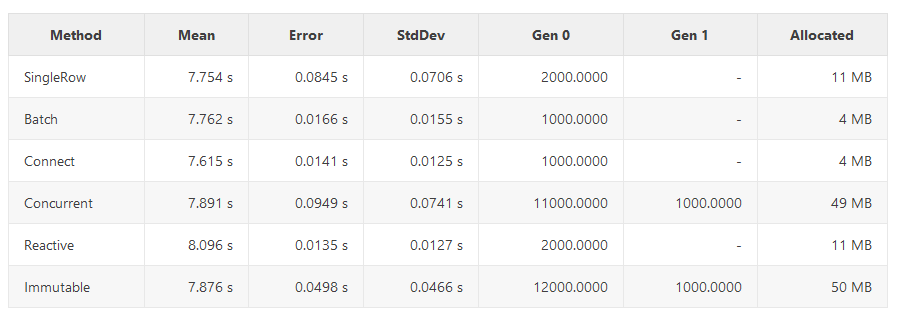 Method Mean Error StdDev Gen 0 Gen 1 Allocated
SingleRow 7.754 s 0.0845 s 0.0706 s 2000.0000 - 11 MB
Batch 7.762 s 0.0166 s 0.0155 s 1000.0000 - 4 MB
Connect 7.615 s 0.0141 s 0.0125 s 1000.0000 - 4 MB
Concurrent 7.891 s 0.0949 s 0.0741 s 11000.0000 1000.0000 49 MB
Reactive 8.096 s 0.0135 s 0.0127 s 2000.0000 - 11 MB
Immutable 7.876 s 0.0498 s 0.0466 s 12000.0000 1000.0000 50 MB